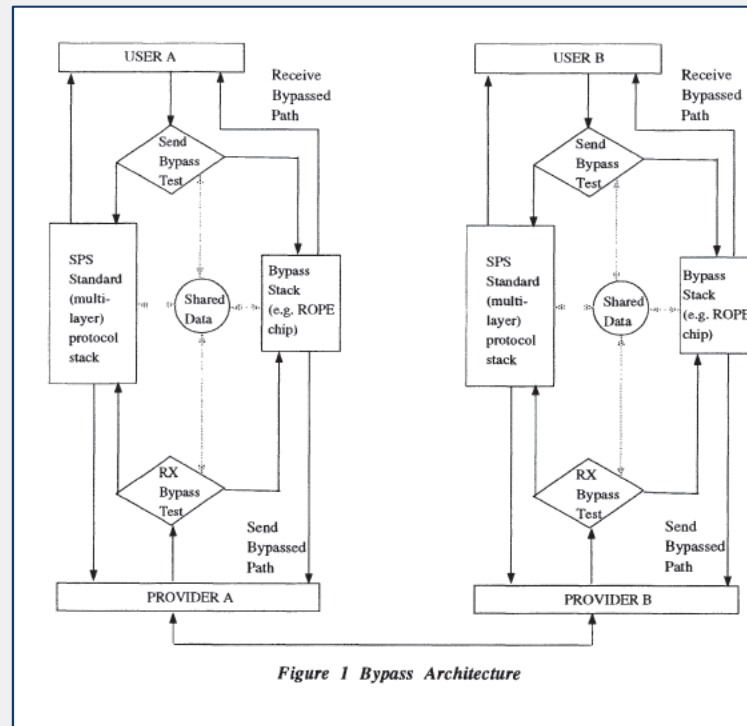 USER A
Receive
Bypassed
Path
Send
Bypass
Test
SPS
Standard
(multi-
layer)
protocol
stack
Shared
Data
Bypass
Stack
(e.g. ROPE
chip)
RX
Bypass
Test
Send
Bypassed
Path
PROVIDER A
USER B
Receive
Bypassed
Path
Send
Bypass
Test
SPS
Standard
(multi-
layer)
protocol
stack
Shared
Data
Bypass
Stack
(e.g. ROPE
chip)
RX
Bypass
Test
Send
Bypassed
Path
PROVIDER B
Figure 1 Bypass Architecture